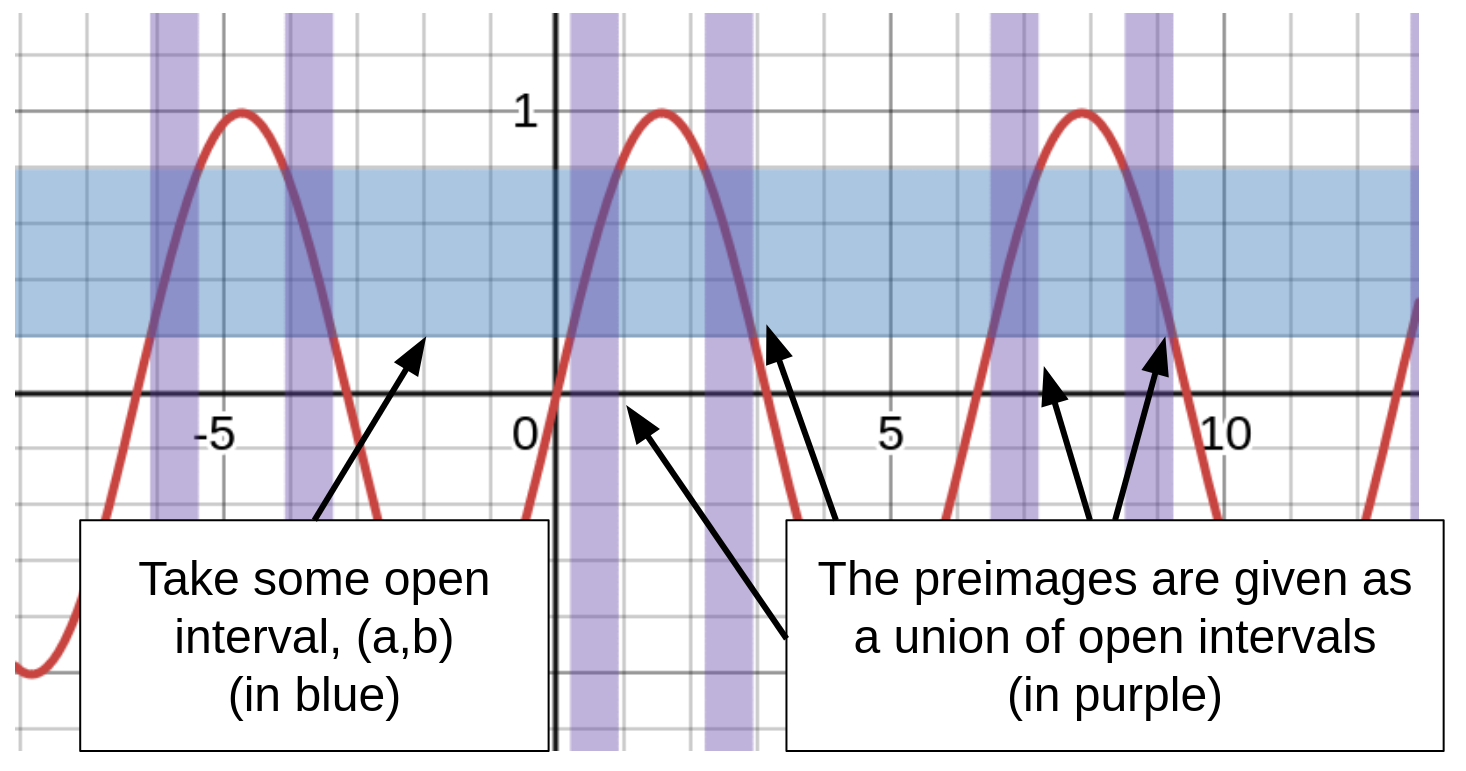 1
-5
0
5
10
Take some open
interval, (a,b)
(in blue)
The preimages are given as
a union of open intervals
(in purple)